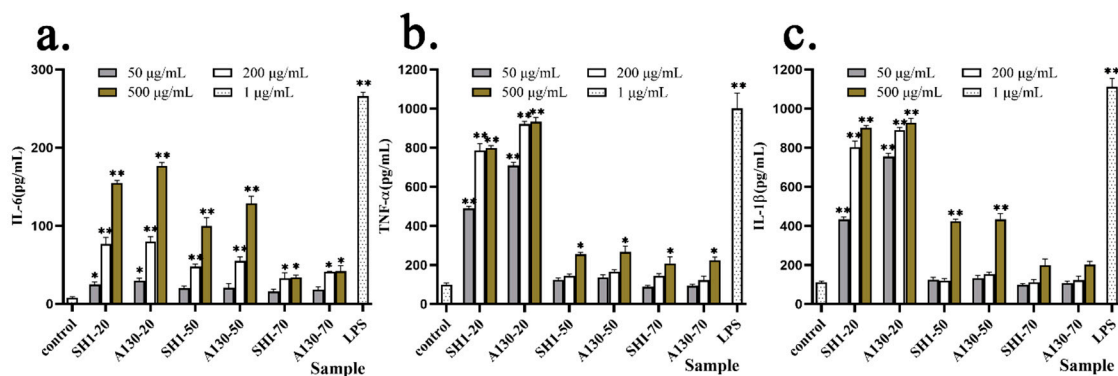 a.
IL-6(pg/mL)
300
200
100
0
50 μg/mL
200 μg/mL
500 μg/mL
1 μg/mL
*
**
**
*
**
**
**
**
**
**
*
*
*
*
**
control
SH1-20
A130-20
SH1-50
A130-50
SH1-70
A130-70
LPS
Sample
b.
TNF-α(pg/mL)
1200
1000
800
600
400
200
0
50 μg/mL
200 μg/mL
500 μg/mL
1 μg/mL
**
**
**
**
**
**
*
*
*
*
**
control
SH1-20
A130-20
SH1-50
A130-50
SH1-70
A130-70
LPS
Sample
c.
IL-1β(pg/mL)
1200
1000
800
600
400
200
0
50 μg/mL
200 μg/mL
500 μg/mL
1 μg/mL
**
**
**
**
**
**
**
**
**
control
SH1-20
A130-20
SH1-50
A130-50
SH1-70
A130-70
LPS
Sample